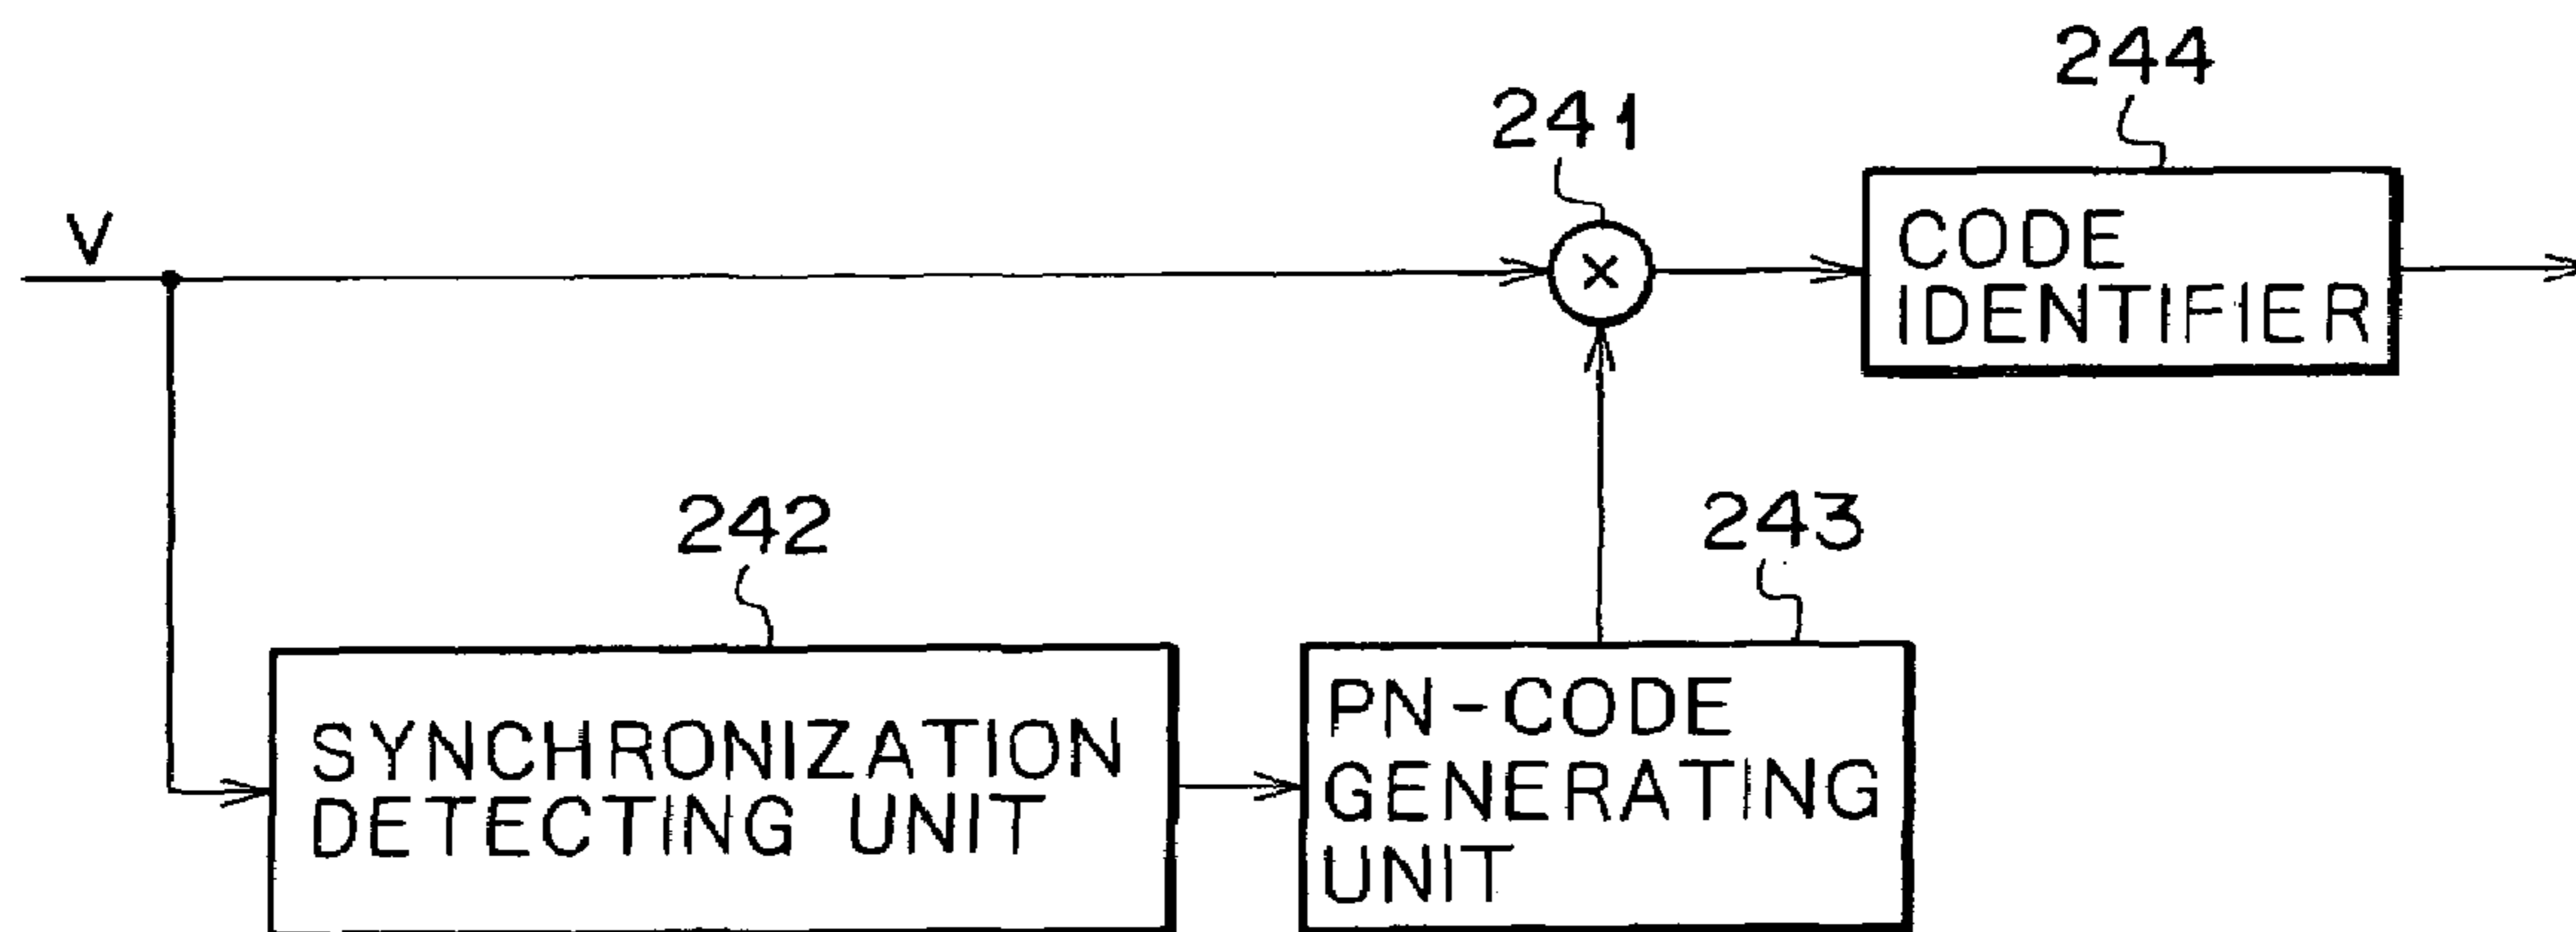 244
241
V
×
CODE
IDENTIFIER
242
243
SYNCHRONIZATION
DETECTING UNIT
PN-CODE
GENERATING
UNIT